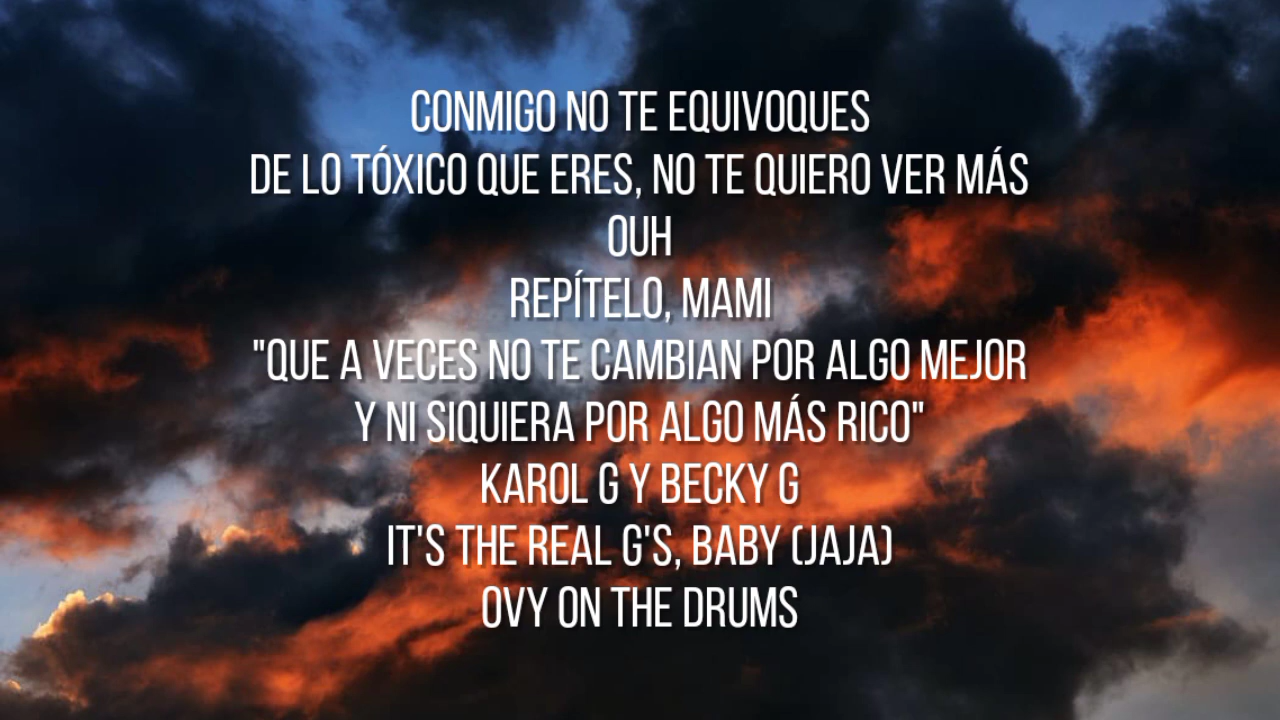 CONMIGO NO TE EQUIVOQUES
DE LO TÓXICO QUE ERES, NO TE QUIERO VER MÁS
OUH
REPÍTELO, MAMI
"QUE A VECES NO TE CAMBIAN POR ALGO MEJOR
Y NI SIQUIERA POR ALGO MÁS RICO"
KAROL G Y BECKY G
IT'S THE REAL G'S, BABY (JAJA)
OVY ON THE DRUMS